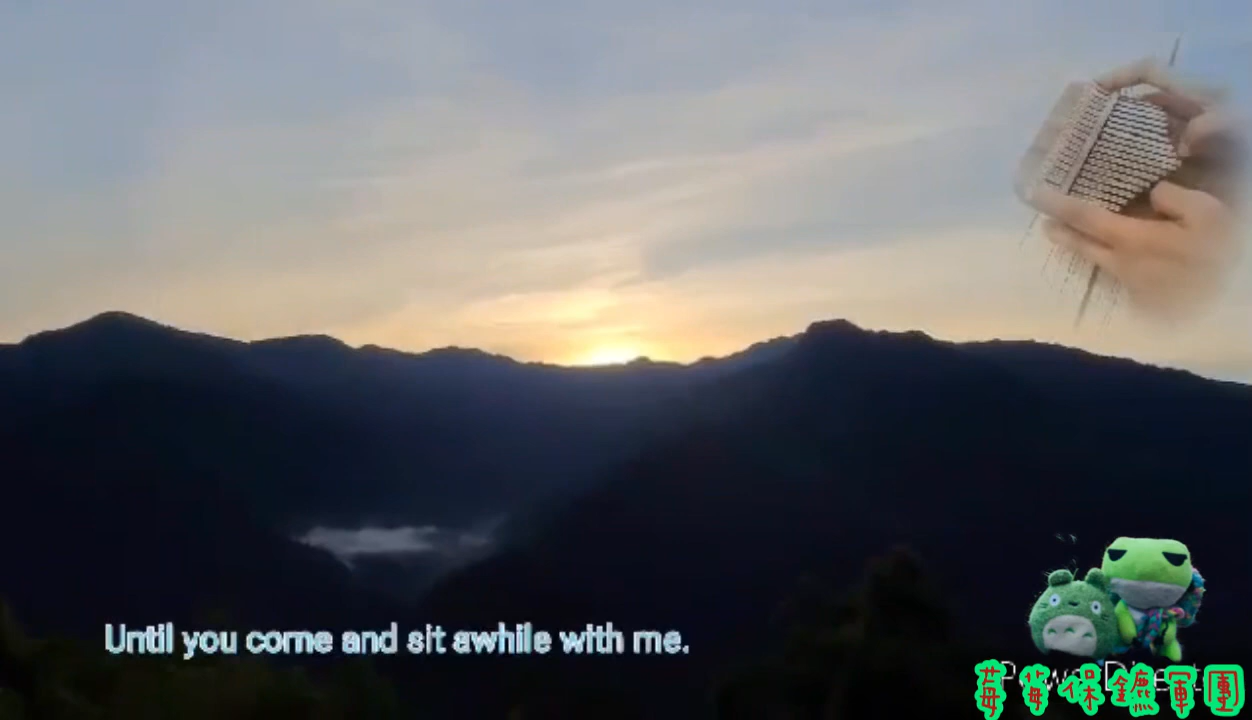 Until you come and sit awhile with me.
莓莓保鑣軍團